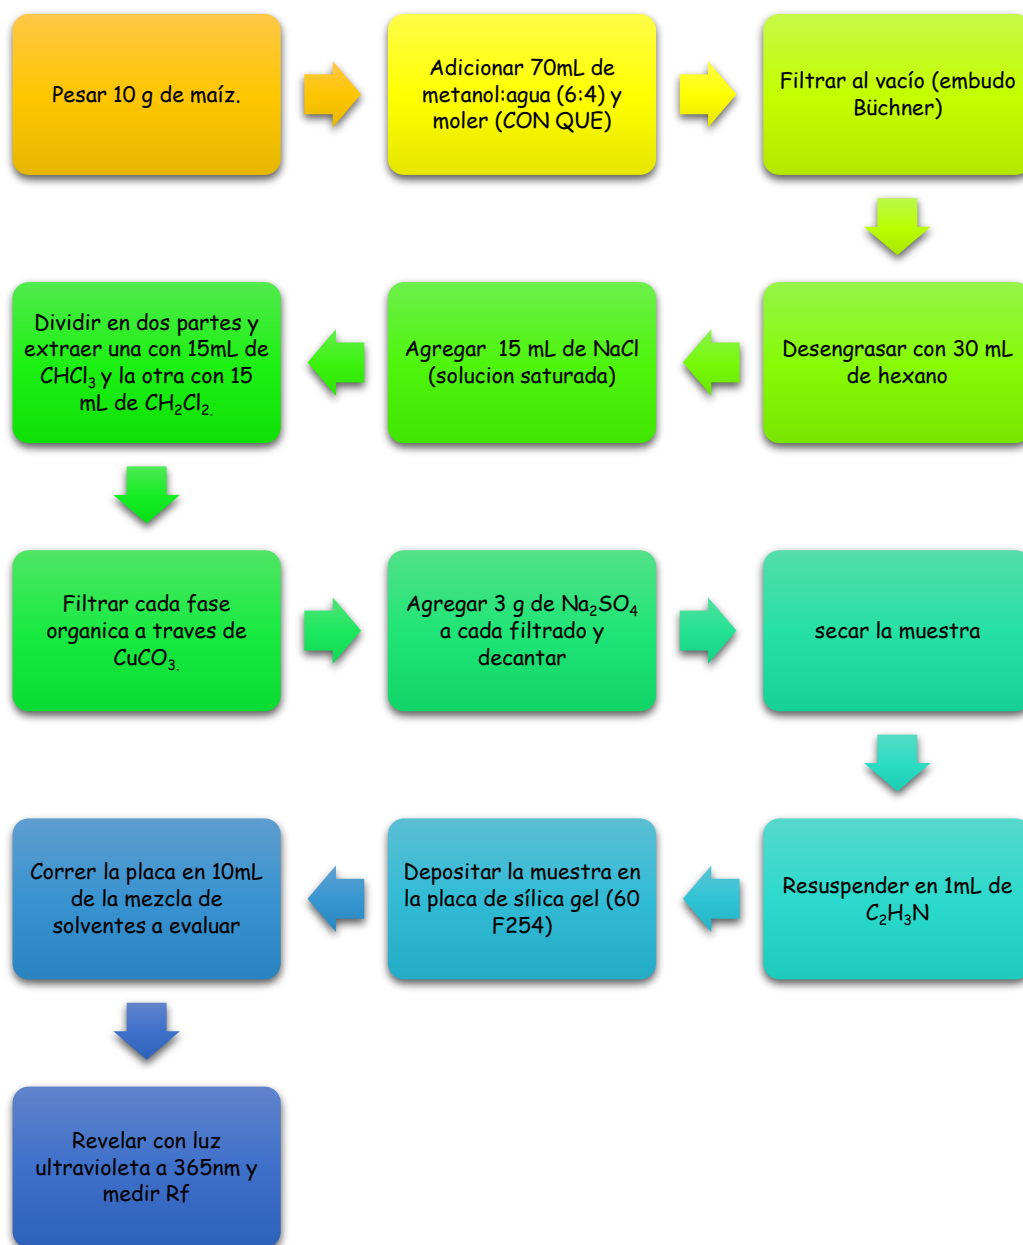 Pesar 10 g de maíz.
Adicionar 70mL de
metanol:agua (6:4) y
moler (CON QUE)
Filtrar al vacío (embudo
Büchner)
Desengrasar con 30 mL
de hexano
Agregar 15 mL de NaCl
(solucion saturada)
Dividir en dos partes y
extraer una con 15mL de
CHCl₃ y la otra con 15
mL de CH₂Cl₂.
Filtrar cada fase
organica a traves de
CuCO₃.
Agregar 3 g de Na₂SO₄
a cada filtrado y
decantar
secar la muestra
Resuspender en 1mL de
C₂H₃N
Depositar la muestra en
la placa de sílica gel (60
F254)
Correr la placa en 10mL
de la mezcla de
solventes a evaluar
Revelar con luz
ultravioleta a 365nm y
medir Rf